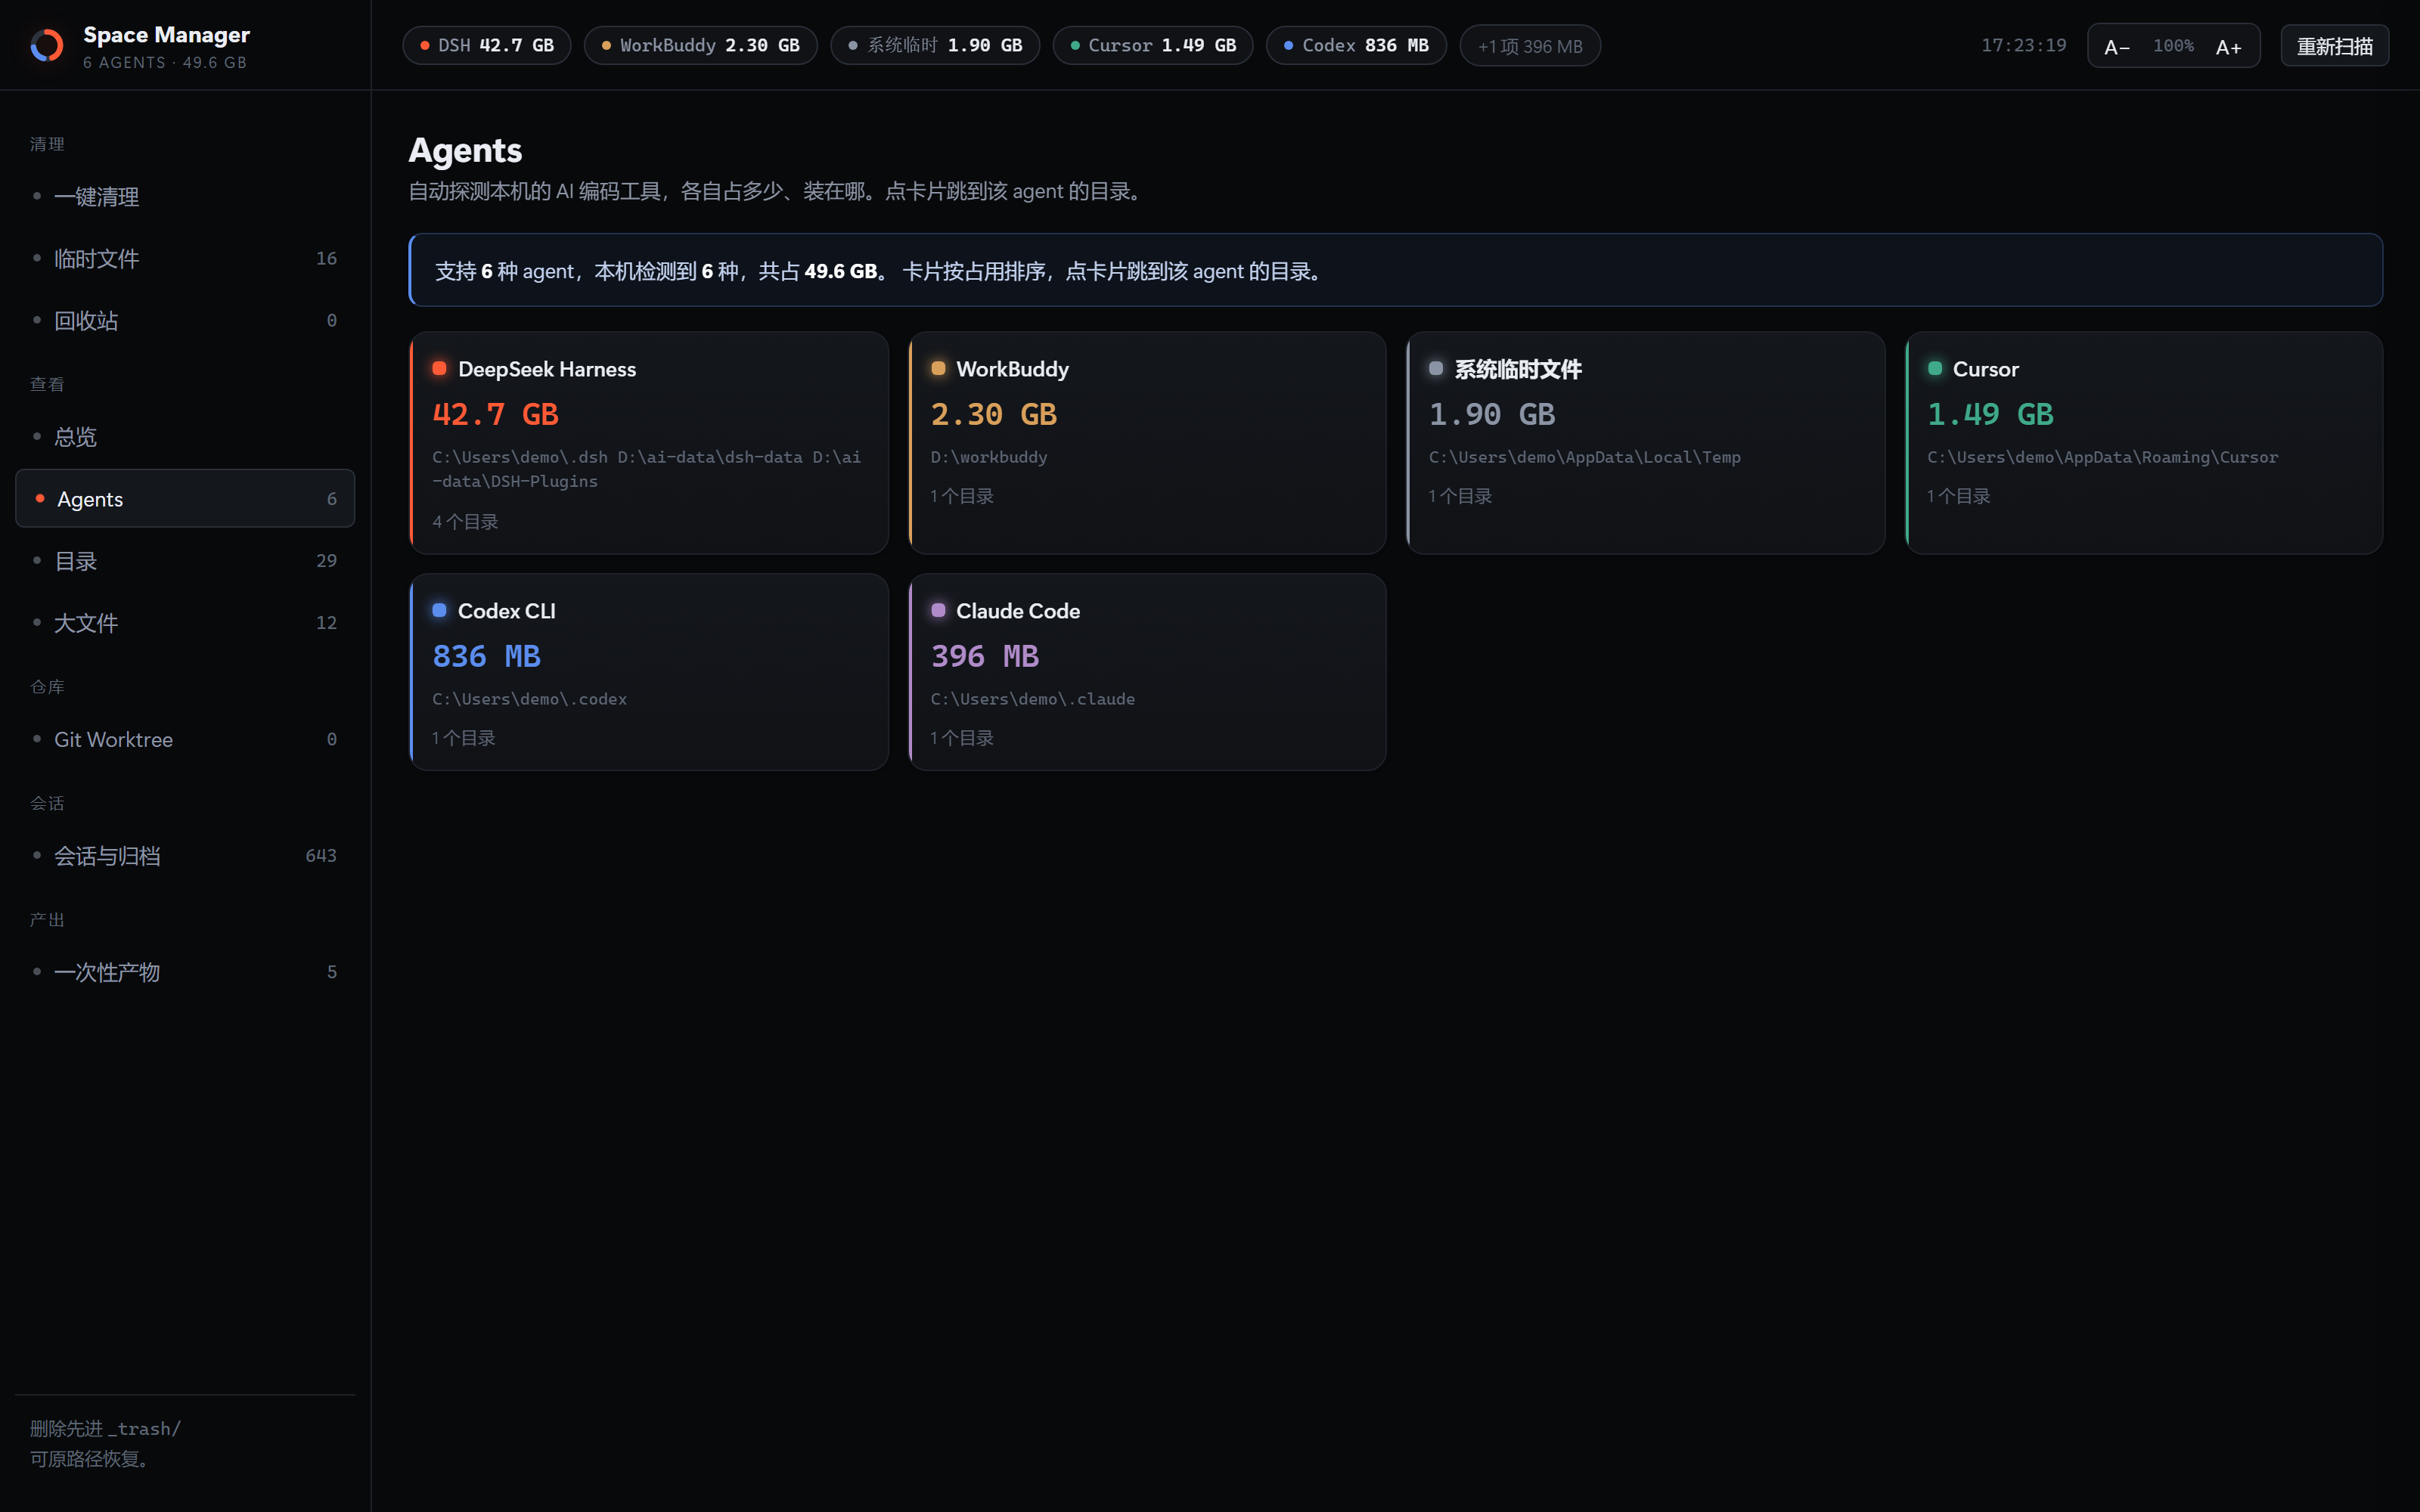 Space Manager
6 AGENTS · 49.6 GB
DSH 42.7 GB
WorkBuddy 2.30 GB
系统临时 1.90 GB
Cursor 1.49 GB
Codex 836 MB
+1 项 396 MB
17:23:19
A− 100% A+
重新扫描
清理
一键清理
临时文件 16
回收站 0
查看
总览
Agents 6
目录 29
大文件 12
仓库
Git Worktree 0
会话
会话与归档 643
产出
一次性产物 5
删除先进 _trash/
可原路径恢复。
Agents
自动探测本机的 AI 编码工具，各自占多少、装在哪。点卡片跳到该 agent 的目录。
支持 6 种 agent，本机检测到 6 种，共占 49.6 GB。 卡片按占用排序，点卡片跳到该 agent 的目录。
DeepSeek Harness
42.7 GB
C:\Users\demo\.dsh D:\ai-data\dsh-data D:\ai
-data\DSH-Plugins
4 个目录
WorkBuddy
2.30 GB
D:\workbuddy
1 个目录
系统临时文件
1.90 GB
C:\Users\demo\AppData\Local\Temp
1 个目录
Cursor
1.49 GB
C:\Users\demo\AppData\Roaming\Cursor
1 个目录
Codex CLI
836 MB
C:\Users\demo\.codex
1 个目录
Claude Code
396 MB
C:\Users\demo\.claude
1 个目录